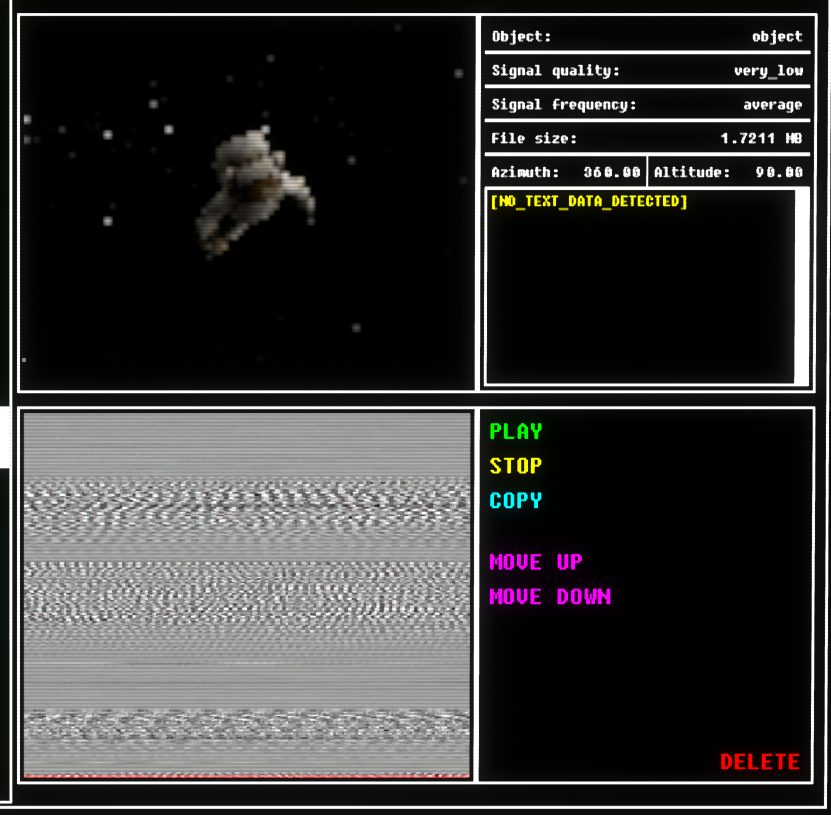 Object: object
Signal quality: very_low
Signal frequency: average
File size: 1.7211 MB
Azimuth: 360.00 Altitude: 90.00
[NO_TEXT_DATA_DETECTED]
PLAY
STOP
COPY
MOVE UP
MOVE DOWN
DELETE